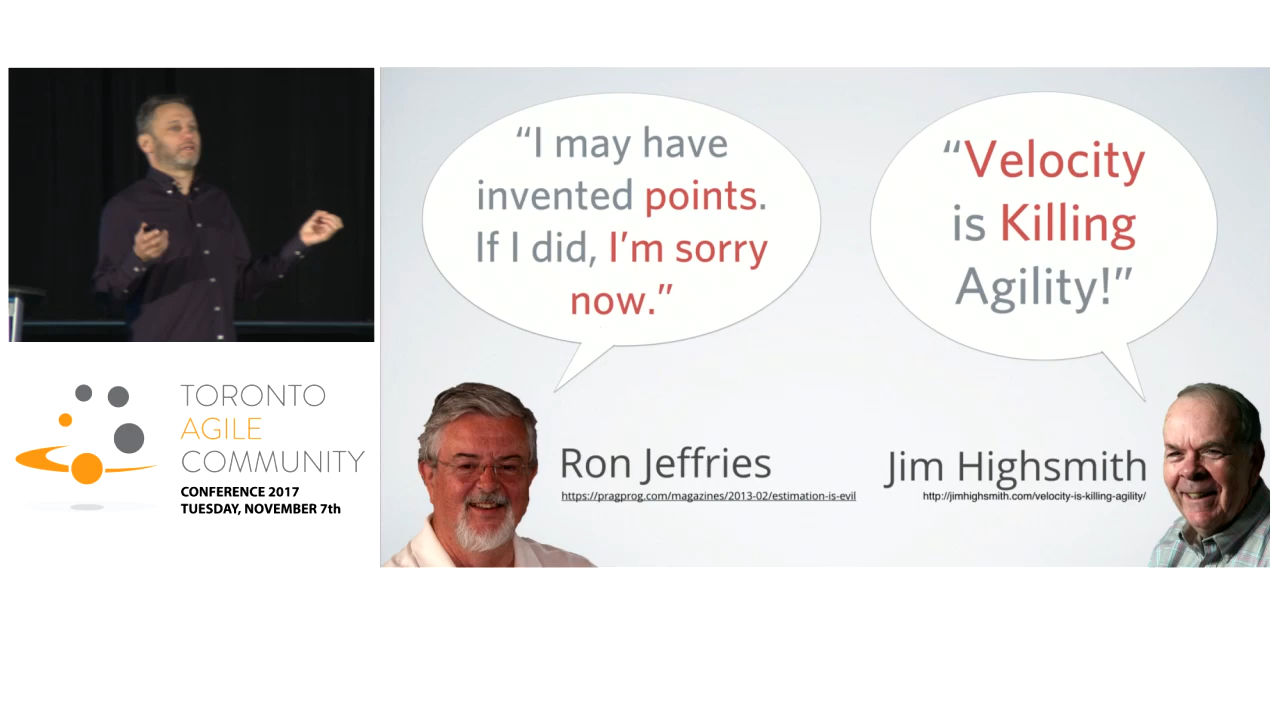 “I may have
invented points.
If I did, I’m sorry
now.”
“Velocity
is Killing
Agility!”
Ron Jeffries
https://pragprog.com/magazines/2013-02/estimation-is-evil
Jim Highsmith
http://jimhighsmith.com/velocity-is-killing-agility/
TORONTO
AGILE
COMMUNITY
CONFERENCE 2017
TUESDAY, NOVEMBER 7th